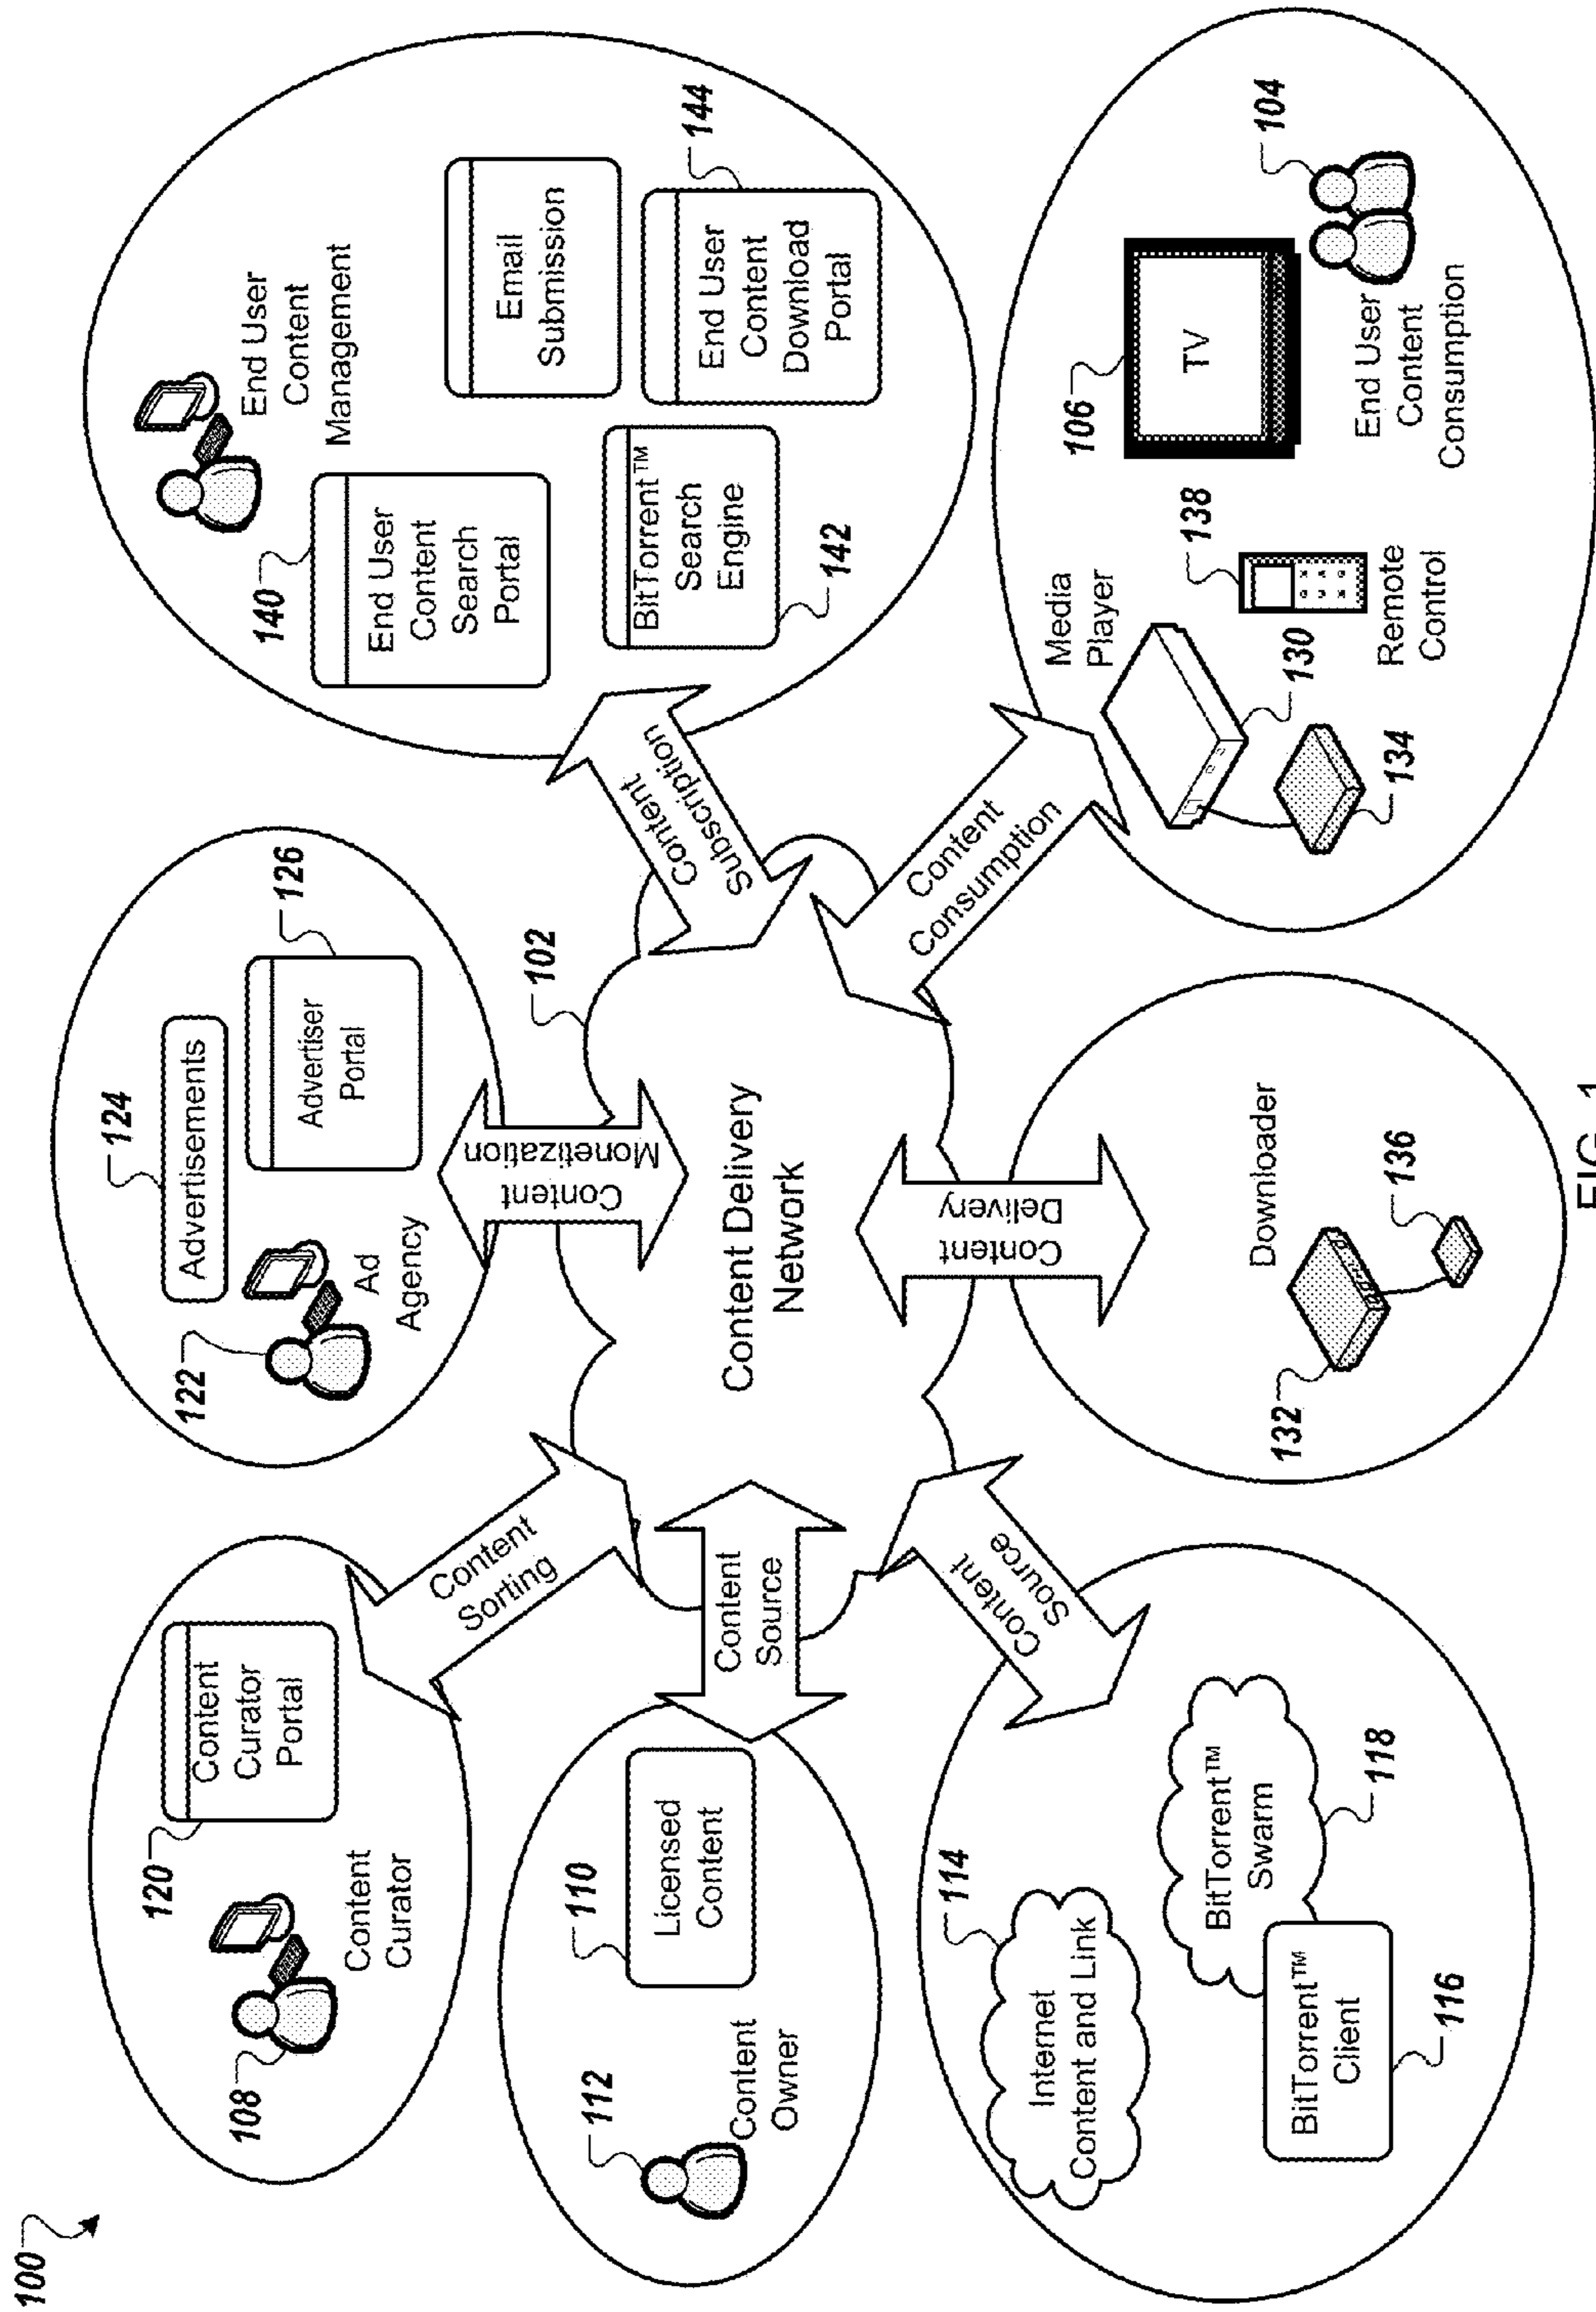 100
108
120
Content
Curator
Portal
Content
Curator
Content
Sorting
122
124
Advertisements
Ad
Agency
Advertiser
Portal
126
Content
Monetization
140
End User
Content
Search
Portal
End User
Content
Management
Email
Submission
BitTorrent™
Search
Engine
142
End User
Content
Download
Portal
144
Content
Subscription
112
Content
Owner
110
Licensed
Content
Content
Source
102
Content Delivery
Network
114
Internet
Content and Link
BitTorrent™
Swarm
118
BitTorrent™
Client
116
Content
Source
Content
Delivery
Downloader
132
136
Content
Consumption
Media
Player
130
134
138
Remote
Control
106
TV
104
End User
Content
Consumption
FIG. 1